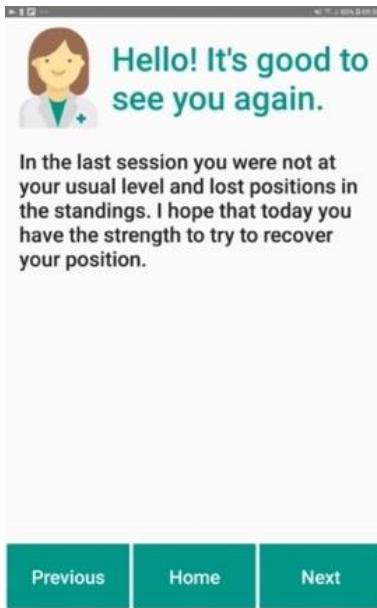 Hello! It's good to
see you again.
In the last session you were not at
your usual level and lost positions in
the standings. I hope that today you
have the strength to try to recover
your position.
Previous Home Next